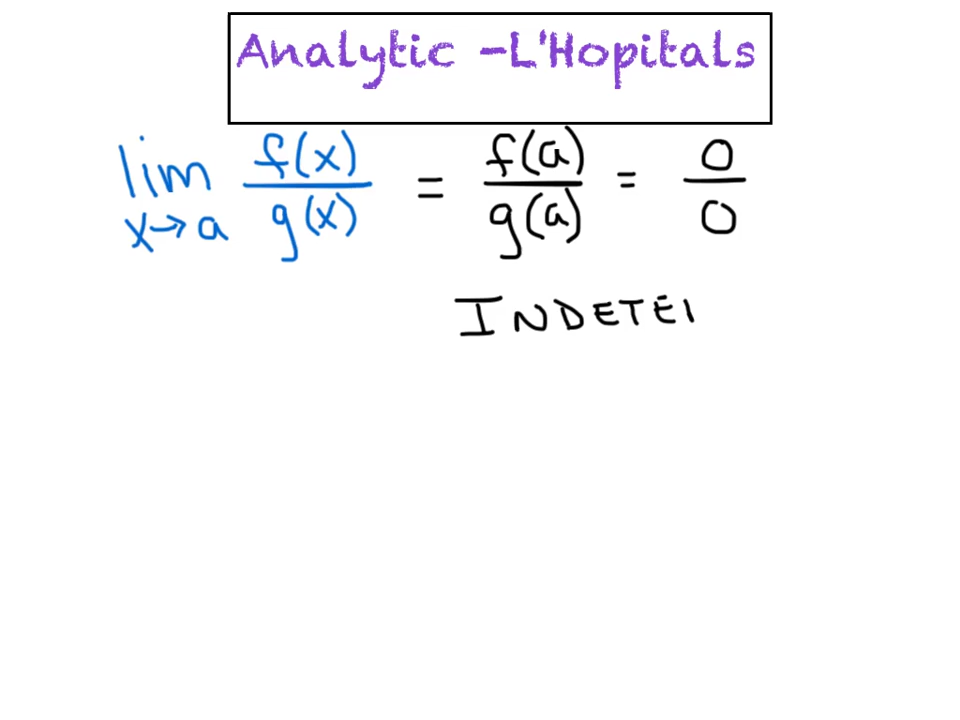 Analytic -L'Hopitals
lim x→a f(x)/g(x) = f(a)/g(a) = 0/0
INDETEI